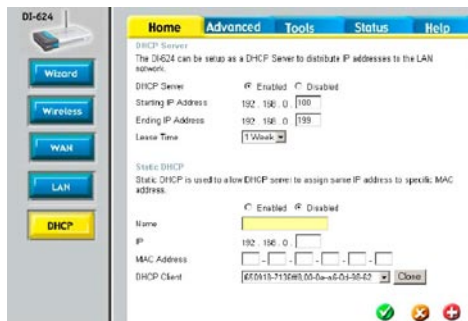 DI-624
Home Advanced Tools Status Help
Wizard
Wireless
WAN
LAN
DHCP
DHCP Server
The DI-624 can be setup as a DHCP Server to distribute IP addresses to the LAN
network.
DHCP Server Enabled Disabled
Starting IP Address 192 . 168 . 0 . 100
Ending IP Address 192 . 168 . 0 . 199
Lease Time 1 Week
Static DHCP
Static DHCP is used to allow DHCP server to assign same IP address to specific MAC
address.
Enabled Disabled
Name
IP 192 . 168 . 0 .
MAC Address - - - - -
DHCP Client Clone